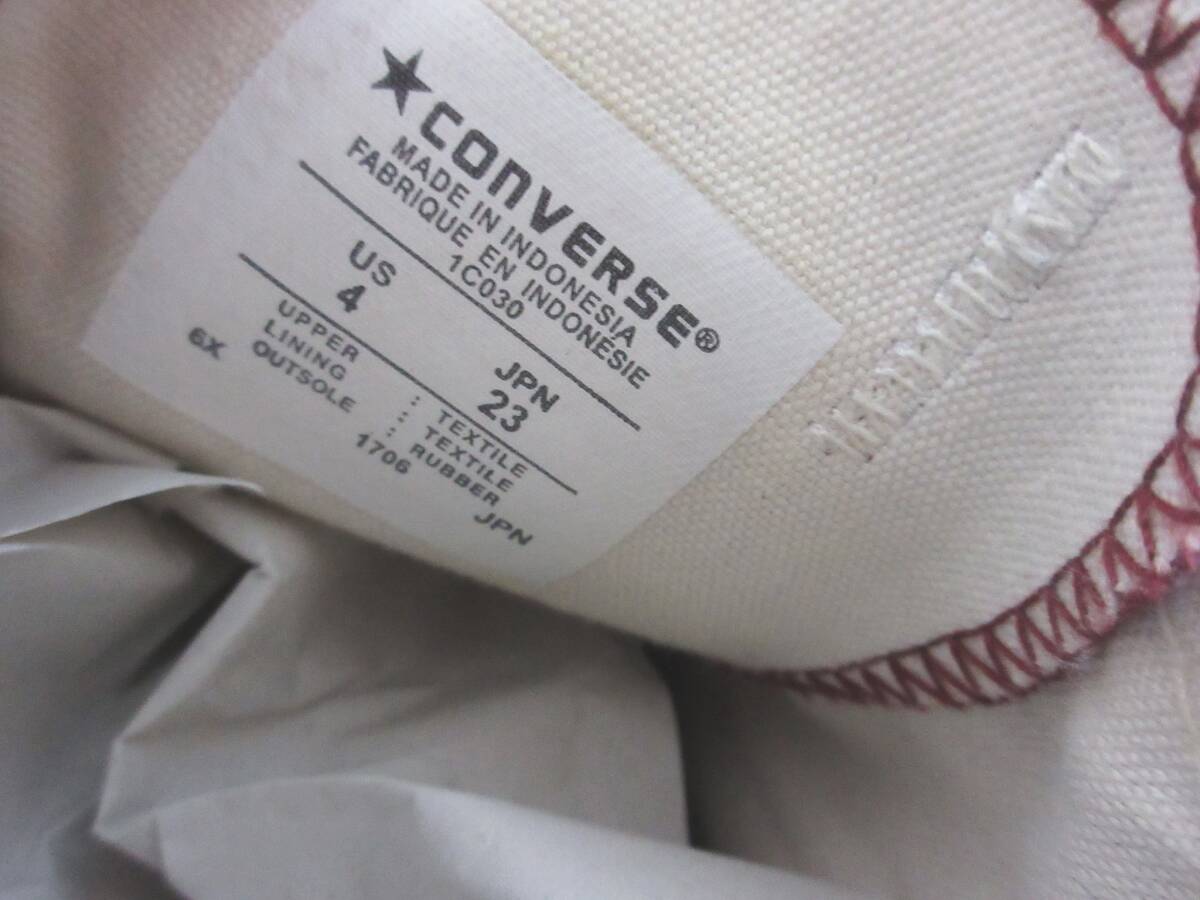 ★CONVERSE®
MADE IN INDONESIA
FABRIQUE EN INDONÉSIE
1C030
US JPN
4 23
UPPER : TEXTILE
LINING : TEXTILE
OUTSOLE : RUBBER
6X 1706 JPN